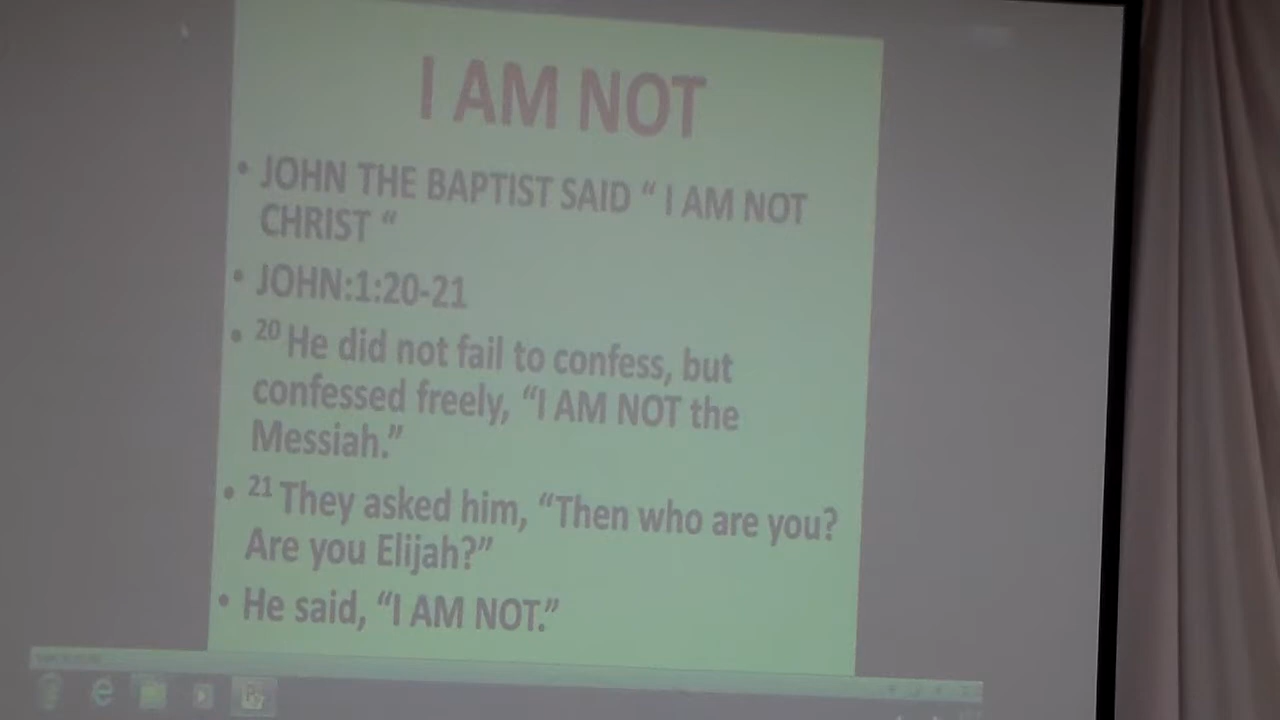 I AM NOT
• JOHN THE BAPTIST SAID “ I AM NOT
CHRIST “
• JOHN:1:20-21
• 20 He did not fail to confess, but
confessed freely, “I AM NOT the
Messiah.”
• 21 They asked him, “Then who are you?
Are you Elijah?”
• He said, “I AM NOT.”